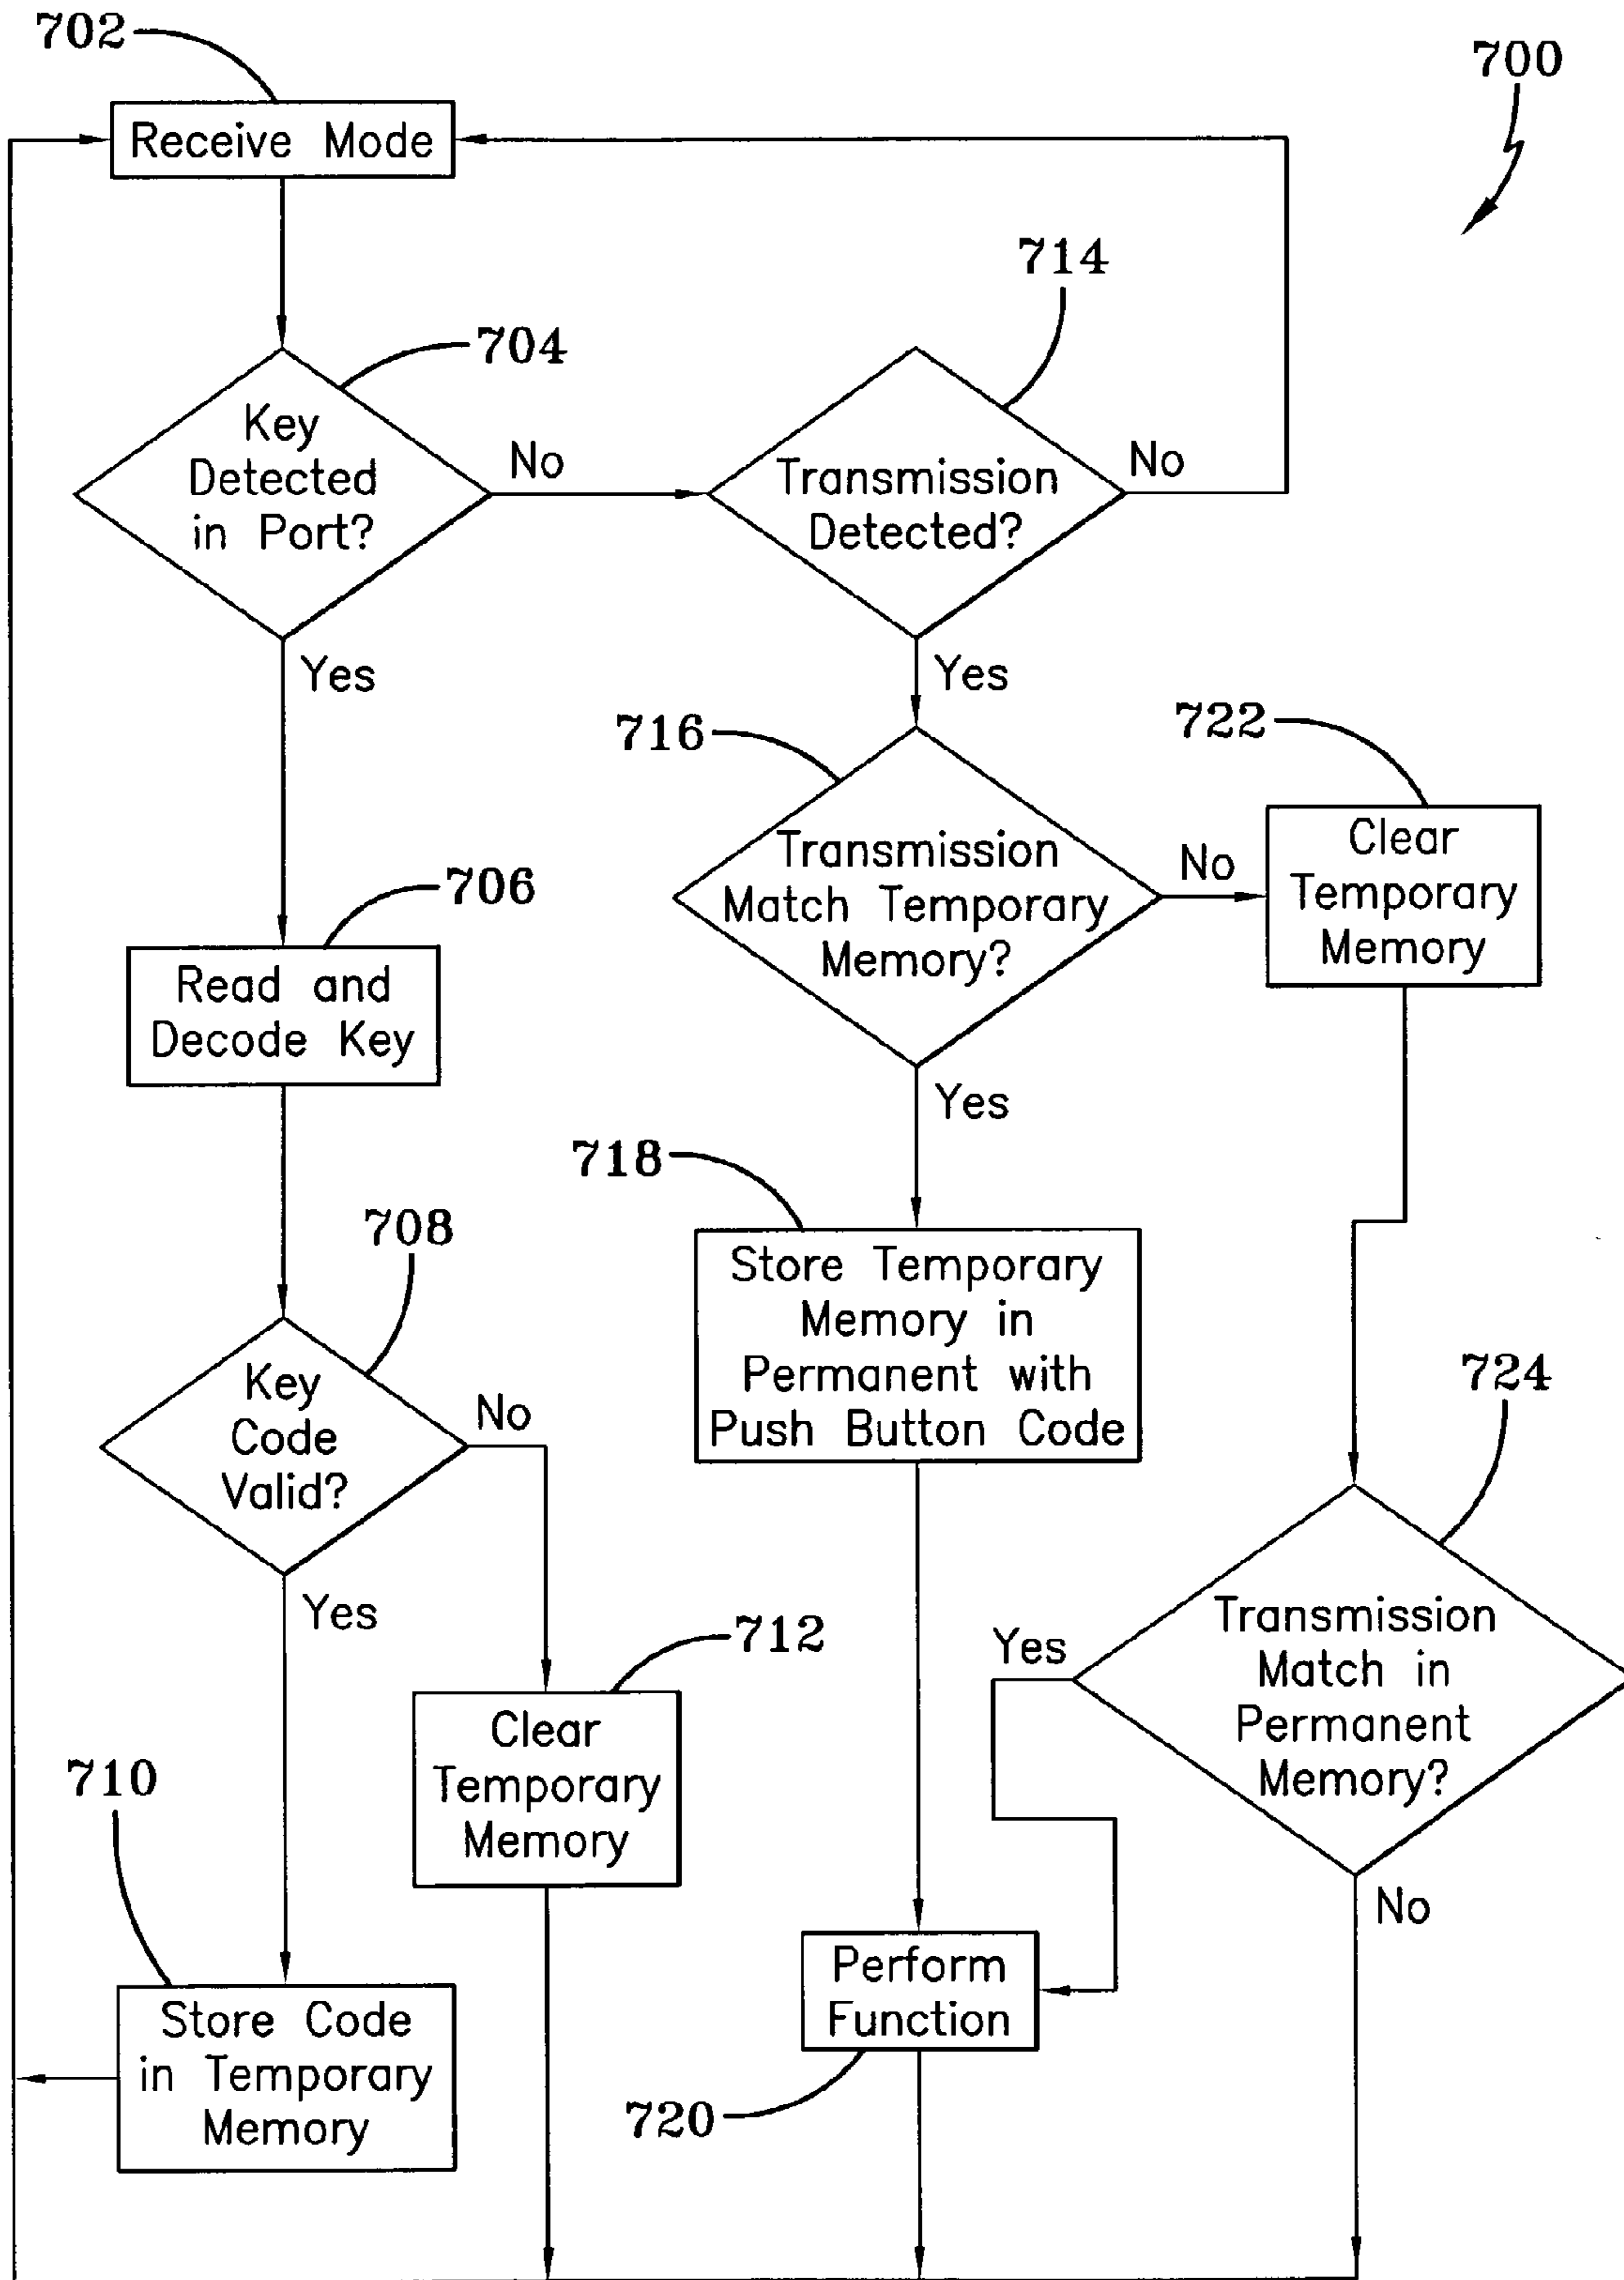 702
700
Receive Mode
714
704
Key
Detected
in Port?
No
Transmission
Detected?
No
Yes
Yes
716
722
Transmission
Match Temporary
Memory?
No
Clear
Temporary
Memory
706
Read and
Decode Key
Yes
718
708
Store Temporary
Memory in
Permanent with
Push Button Code
724
Key
Code
Valid?
No
Yes
712
Transmission
Match in
Permanent
Memory?
Yes
Clear
Temporary
Memory
710
No
Perform
Function
Store Code
in Temporary
Memory
720